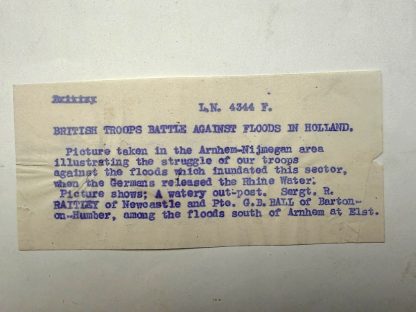 L.N. 4344 F.
BRITISH TROOPS BATTLE AGAINST FLOODS IN HOLLAND.
Picture taken in the Arnhem-Nijmegan area
illustrating the struggle of our troops
against the floods which inundated this sector,
when the Germans released the Rhine Water.
Picture shows; A watery out-post. Sergt. R.
RAITLEY of Newcastle and Pte. G.B. BALL of Barton-
on-Humber, among the floods south of Arnhem at Elst.